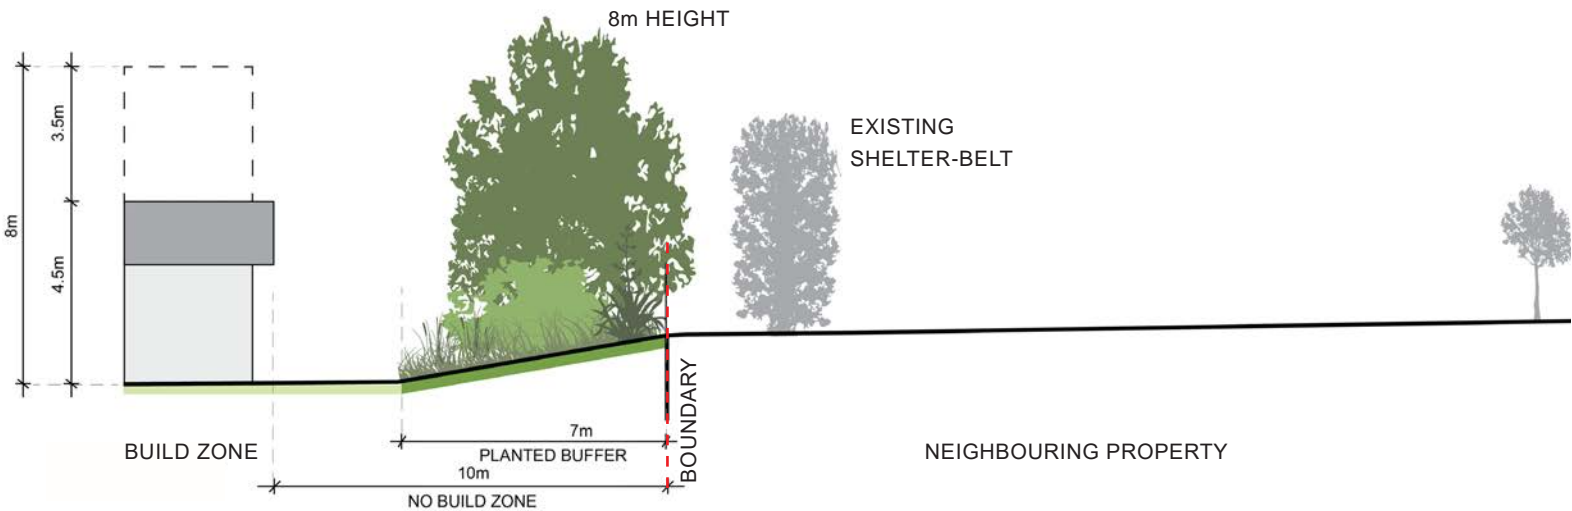 8m HEIGHT
3.5m
8m
4.5m
EXISTING
SHELTER-BELT
7m
PLANTED BUFFER
BOUNDARY
BUILD ZONE
NEIGHBOURING PROPERTY
10m
NO BUILD ZONE